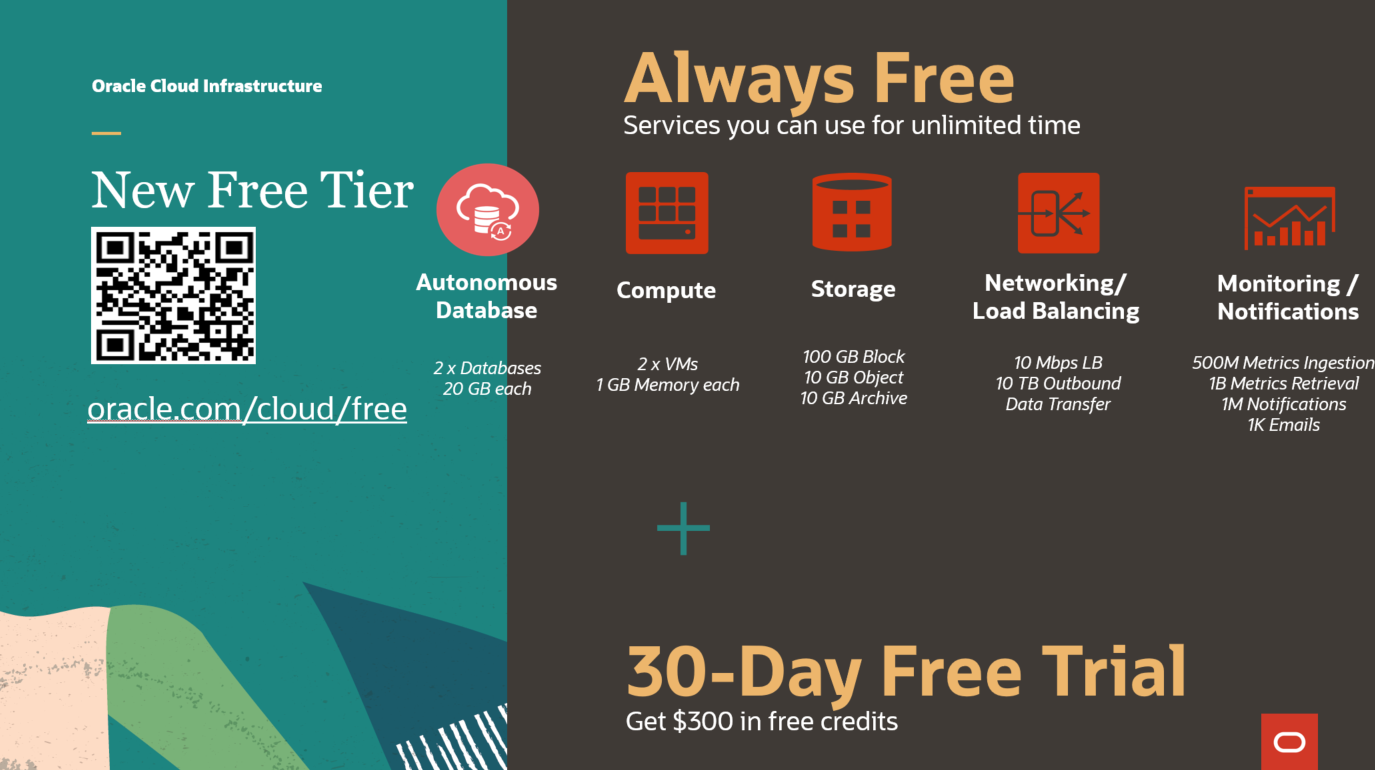 Oracle Cloud Infrastructure
New Free Tier
oracle.com/cloud/free
Always Free
Services you can use for unlimited time
Autonomous
Database
2 x Databases
20 GB each
Compute
2 x VMs
1 GB Memory each
Storage
100 GB Block
10 GB Object
10 GB Archive
Networking/
Load Balancing
10 Mbps LB
10 TB Outbound
Data Transfer
Monitoring /
Notifications
500M Metrics Ingestion
1B Metrics Retrieval
1M Notifications
1K Emails
30-Day Free Trial
Get $300 in free credits